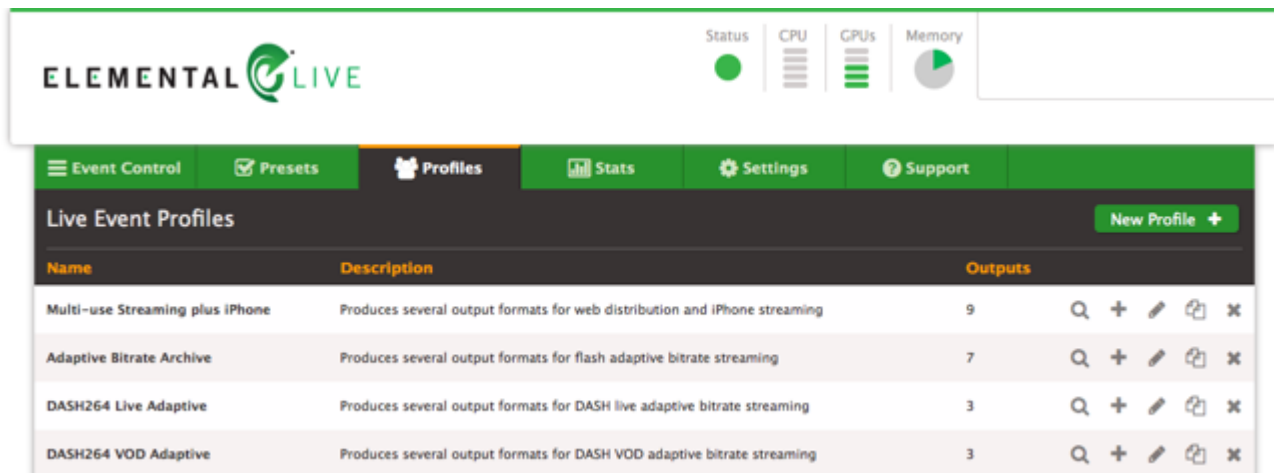 Status CPU GPUs Memory
ELEMENTAL LIVE
Event Control Presets Profiles Stats Settings Support
Live Event Profiles New Profile +
Name Description Outputs
Multi-use Streaming plus iPhone Produces several output formats for web distribution and iPhone streaming 9
Adaptive Bitrate Archive Produces several output formats for flash adaptive bitrate streaming 7
DASH264 Live Adaptive Produces several output formats for DASH live adaptive bitrate streaming 3
DASH264 VOD Adaptive Produces several output formats for DASH VOD adaptive bitrate streaming 3